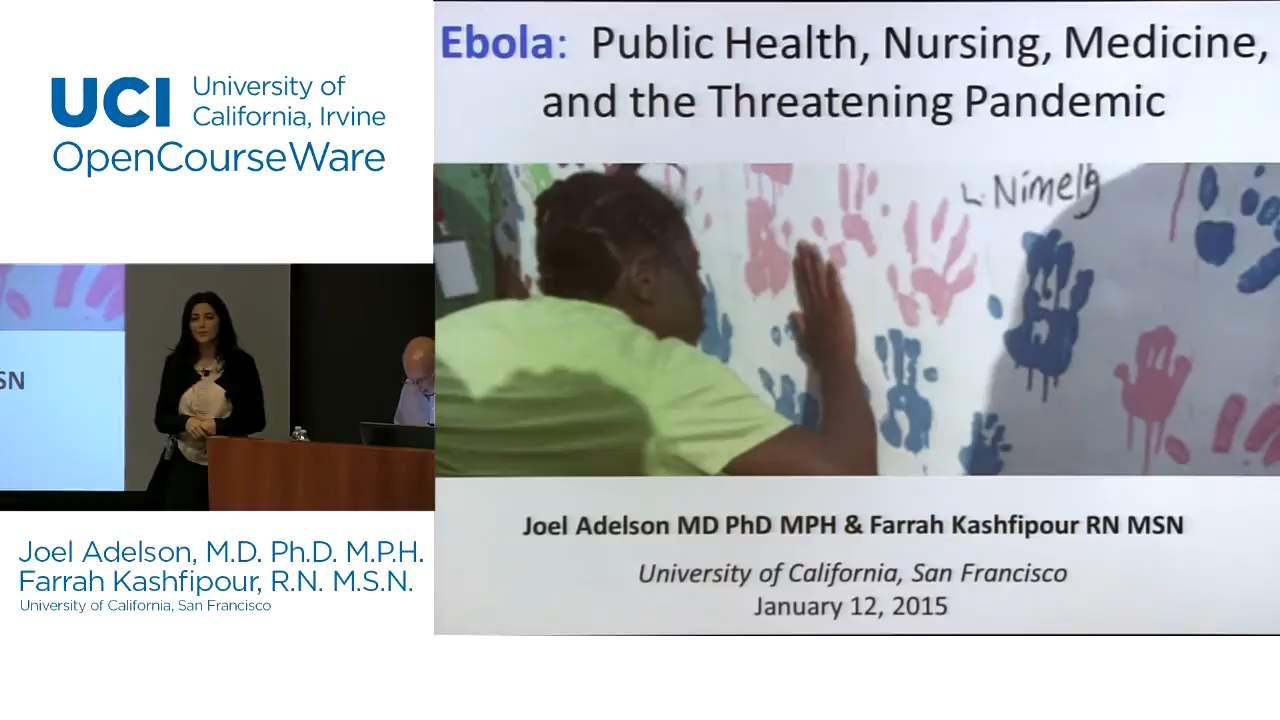 UCI University of
California, Irvine
OpenCourseWare
SN
Joel Adelson, M.D. Ph.D. M.P.H.
Farrah Kashfipour, R.N. M.S.N.
University of California, San Francisco
Ebola: Public Health, Nursing, Medicine,
and the Threatening Pandemic
L. Nimely
Joel Adelson MD PhD MPH & Farrah Kashfipour RN MSN
University of California, San Francisco
January 12, 2015